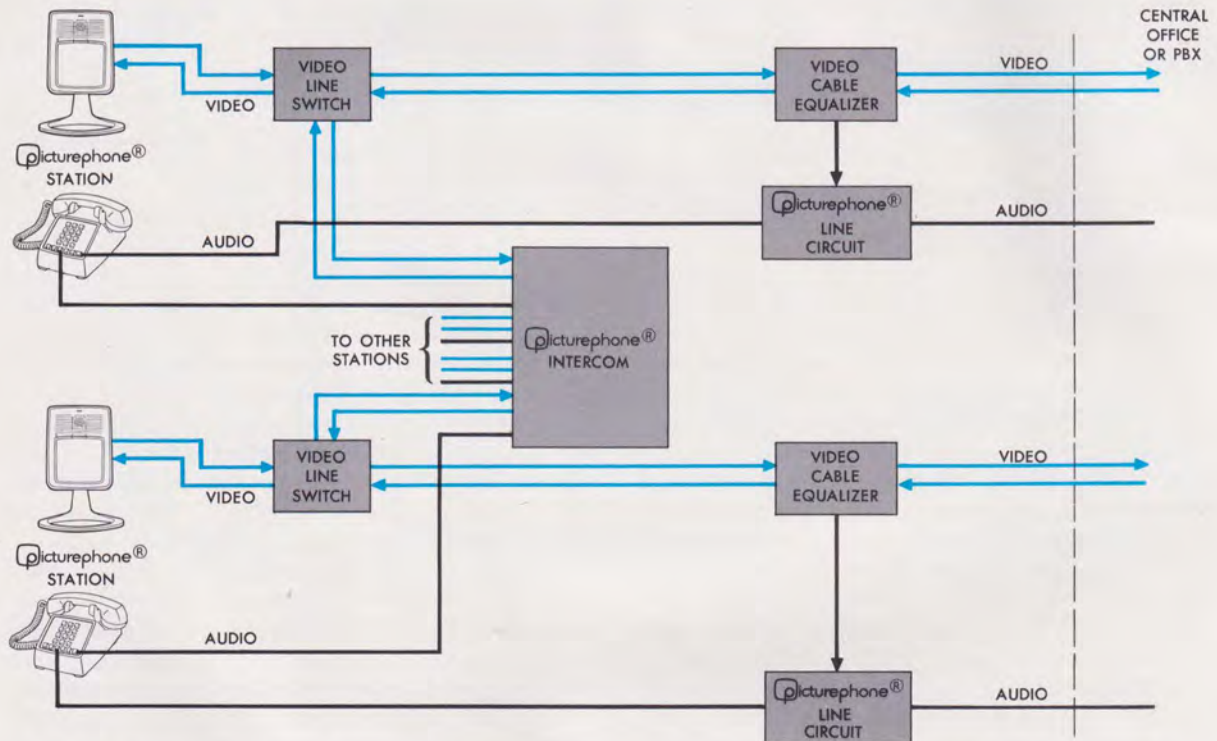 CENTRAL
OFFICE
OR PBX
VIDEO
LINE
SWITCH
VIDEO
CABLE
EQUALIZER
VIDEO
VIDEO
picturephone®
STATION
picturephone®
LINE
CIRCUIT
AUDIO
AUDIO
TO OTHER
STATIONS
picturephone®
INTERCOM
VIDEO
LINE
SWITCH
VIDEO
CABLE
EQUALIZER
VIDEO
VIDEO
picturephone®
STATION
AUDIO
picturephone®
LINE
CIRCUIT
AUDIO